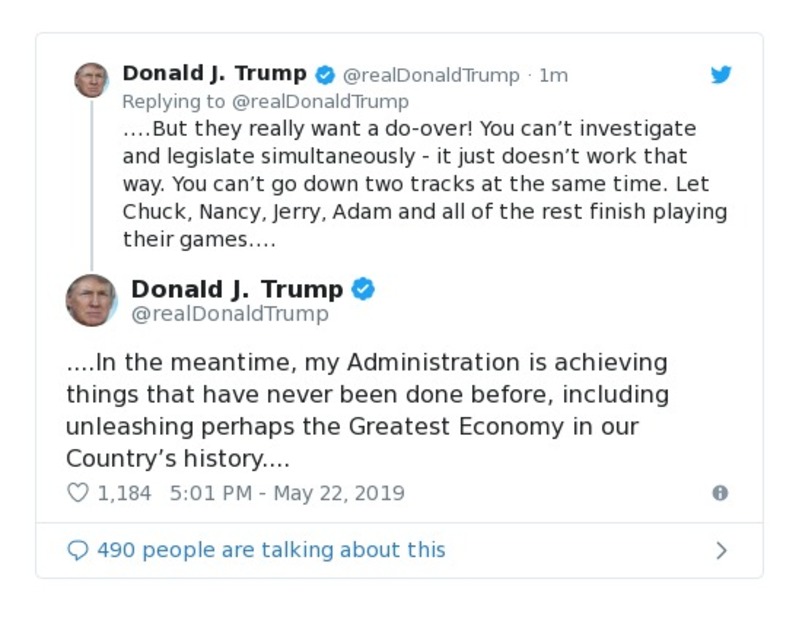 Donald J. Trump @realDonaldTrump · 1m
Replying to @realDonaldTrump
....But they really want a do-over! You can’t investigate
and legislate simultaneously - it just doesn’t work that
way. You can’t go down two tracks at the same time. Let
Chuck, Nancy, Jerry, Adam and all of the rest finish playing
their games....
Donald J. Trump
@realDonaldTrump
....In the meantime, my Administration is achieving
things that have never been done before, including
unleashing perhaps the Greatest Economy in our
Country’s history....
1,184 5:01 PM - May 22, 2019
490 people are talking about this